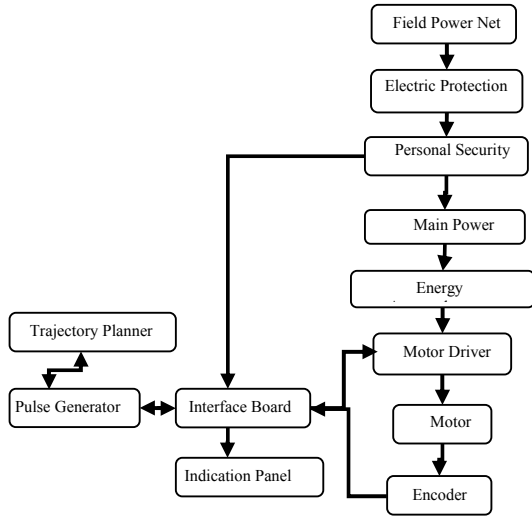 Field Power Net
Electric Protection
Personal Security
Main Power
Energy
Trajectory Planner
Motor Driver
Pulse Generator
Interface Board
Motor
Indication Panel
Encoder